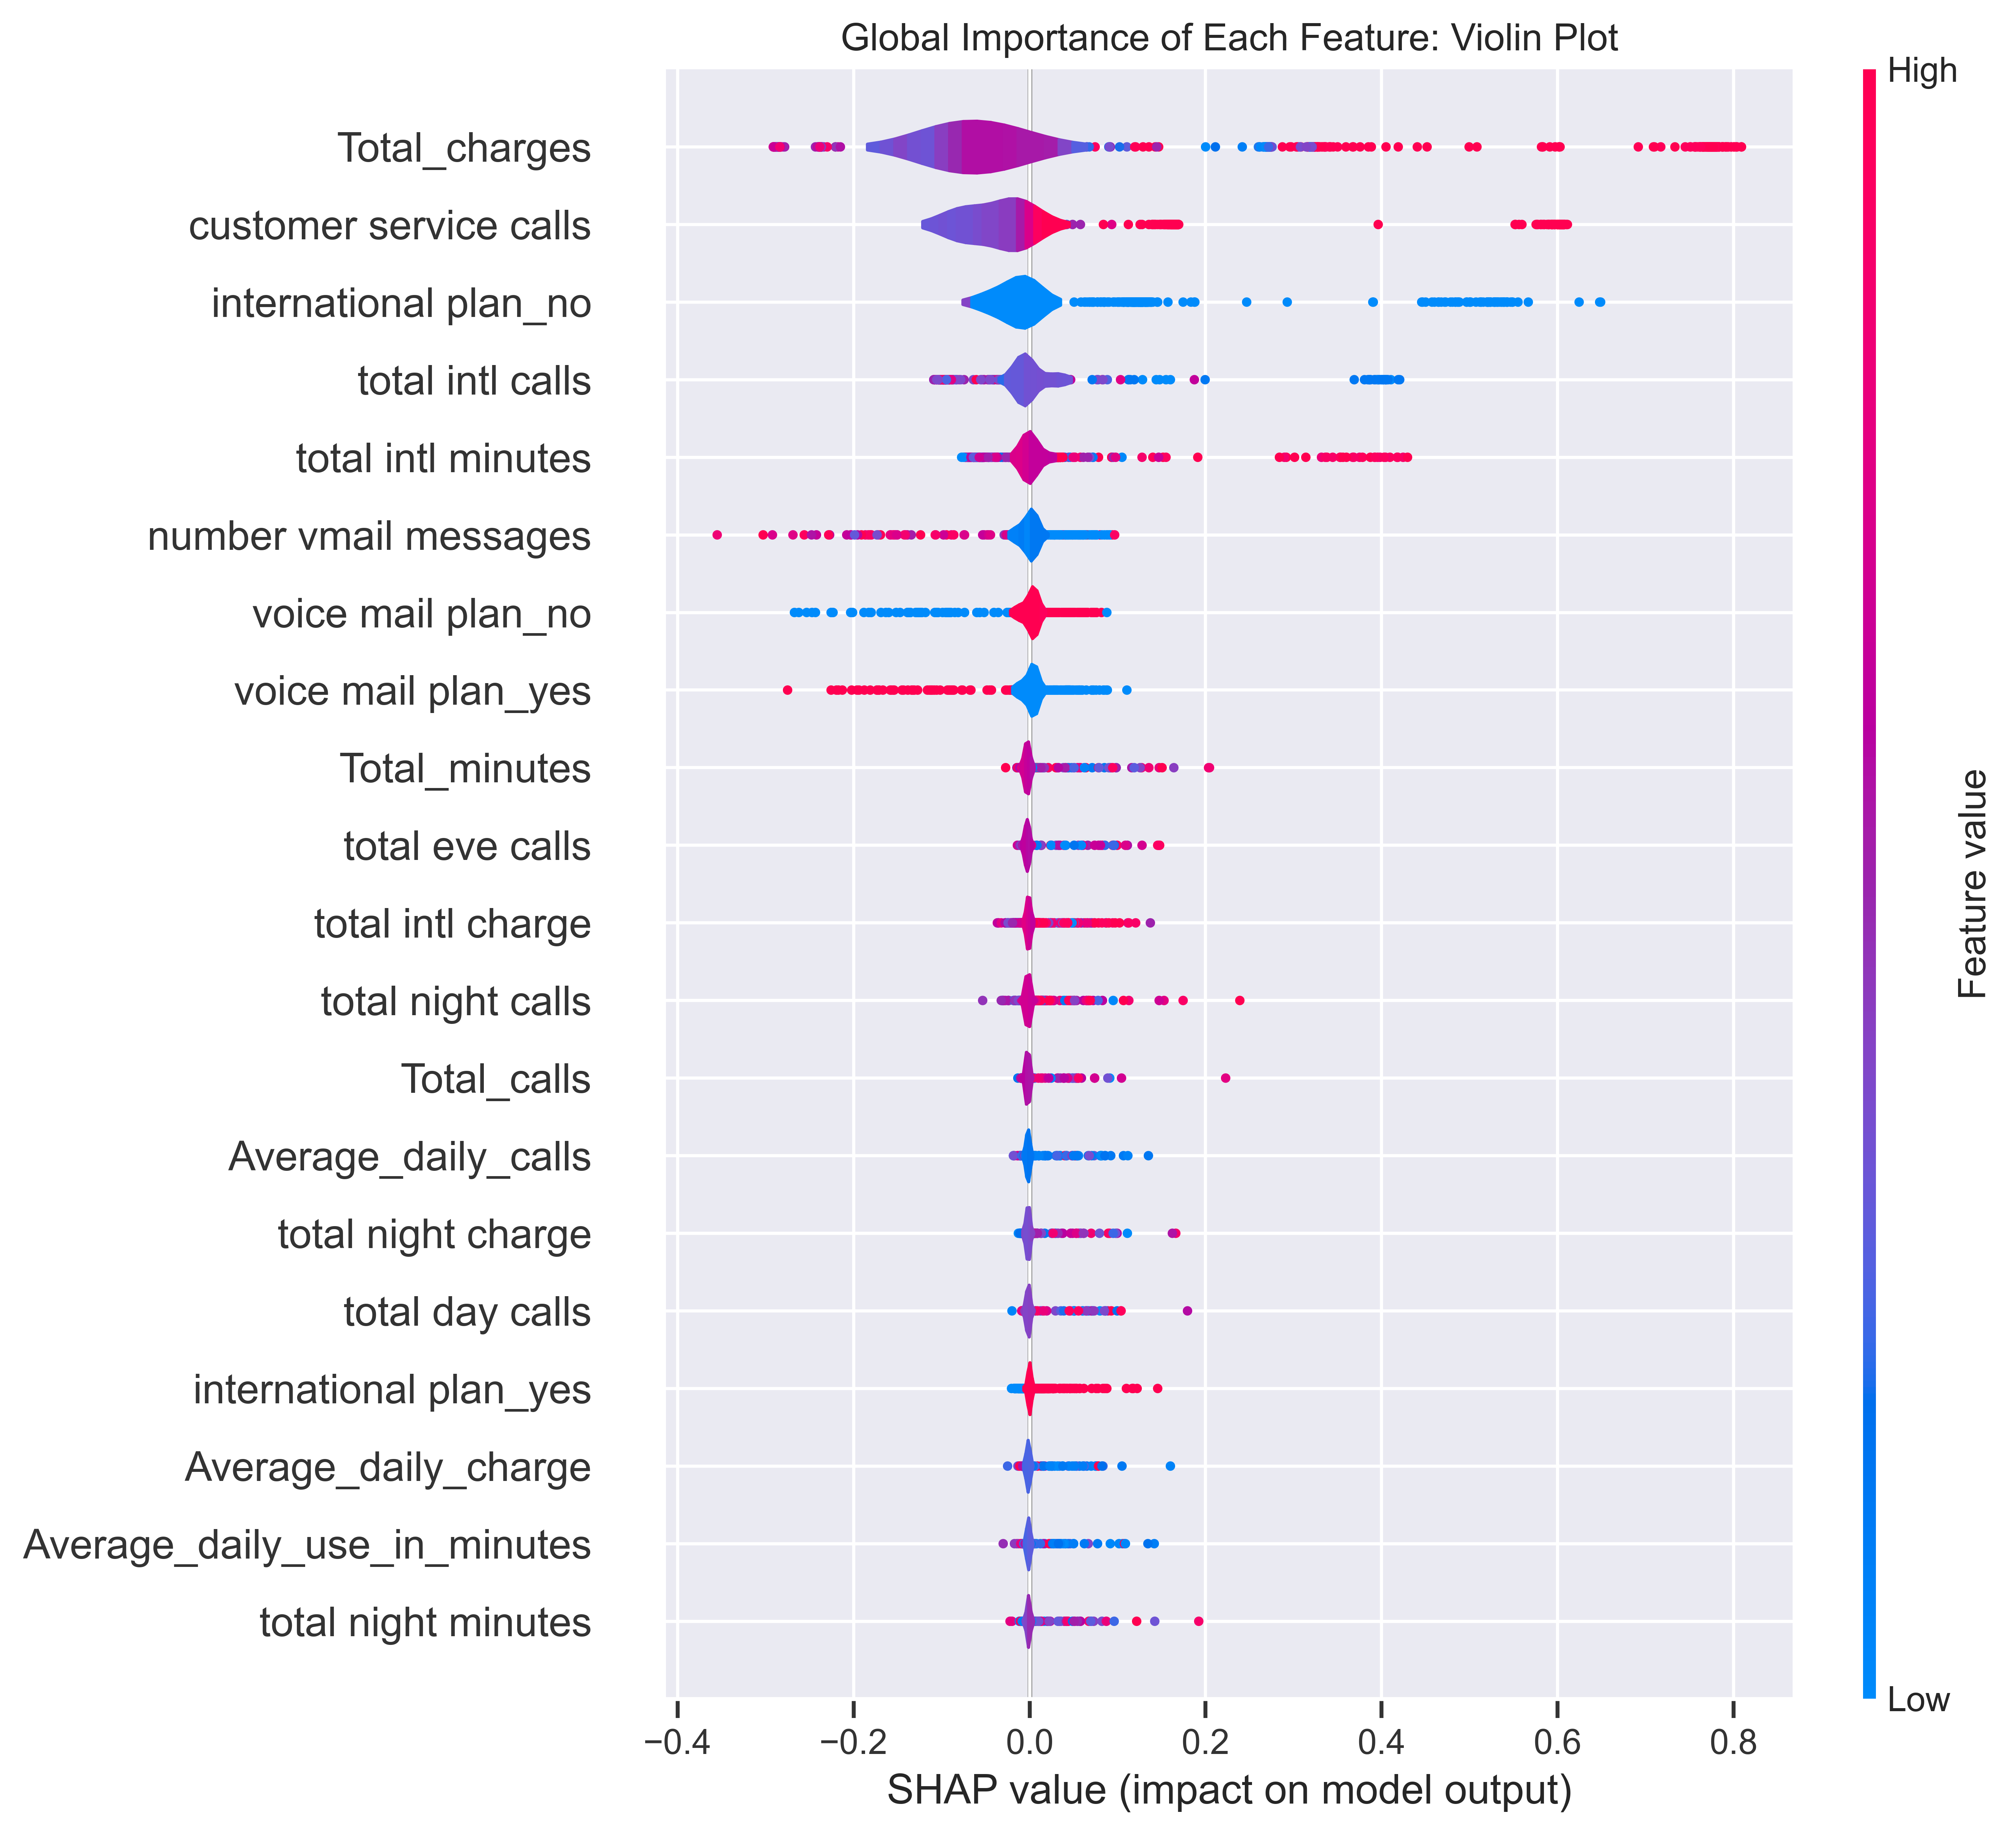 Global Importance of Each Feature: Violin Plot
High
Total_charges
customer service calls
international plan_no
total intl calls
total intl minutes
number vmail messages
voice mail plan_no
voice mail plan_yes
Total_minutes
total eve calls
total intl charge
total night calls
Total_calls
Average_daily_calls
total night charge
total day calls
international plan_yes
Average_daily_charge
Average_daily_use_in_minutes
total night minutes
Feature value
Low
−0.4 −0.2 0.0 0.2 0.4 0.6 0.8
SHAP value (impact on model output)